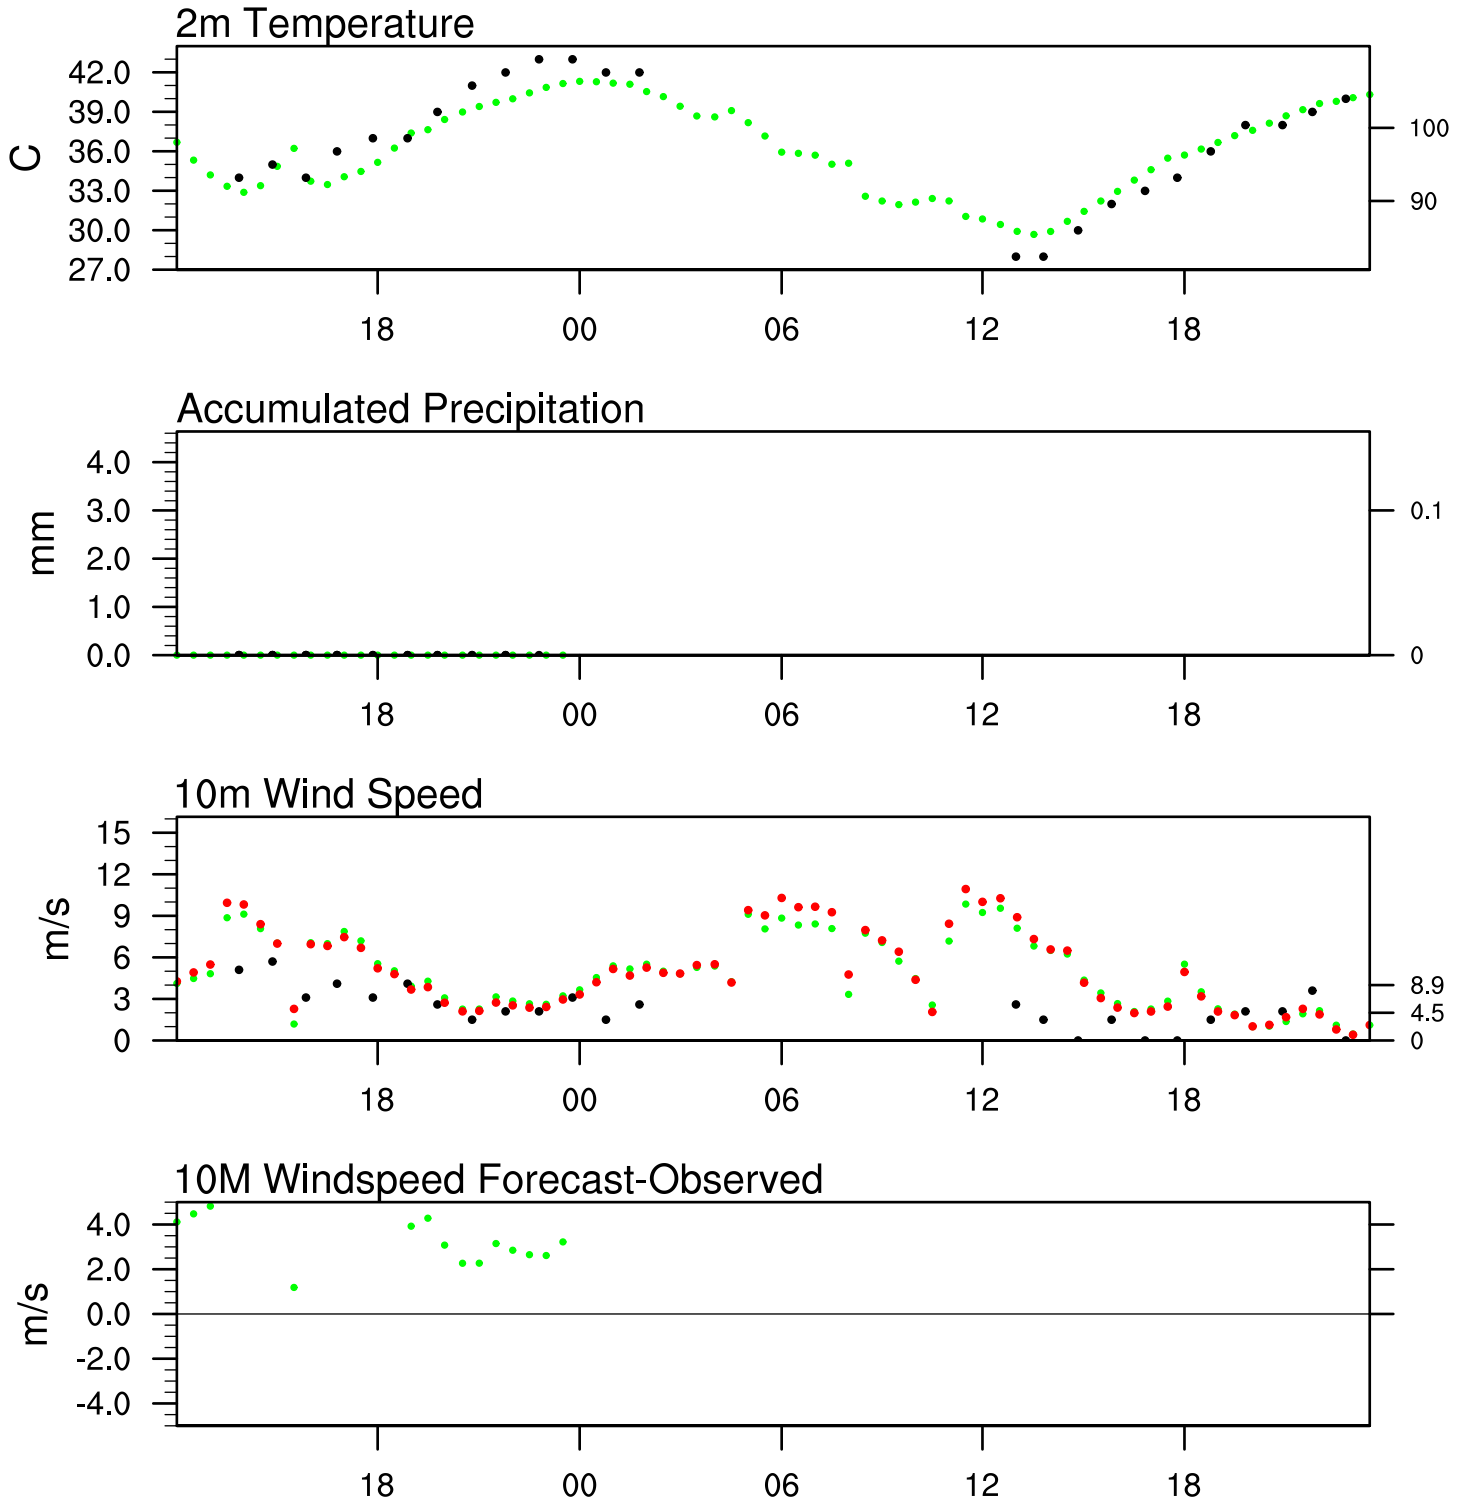 2m Temperature
C
42.0
39.0
36.0
33.0
30.0
27.0
100
90
18 00 06 12 18
Accumulated Precipitation
mm
4.0
3.0
2.0
1.0
0.0
0.1
0
18 00 06 12 18
10m Wind Speed
m/s
15
12
9
6
3
0
8.9
4.5
0
18 00 06 12 18
10M Windspeed Forecast-Observed
m/s
4.0
2.0
0.0
-2.0
-4.0
18 00 06 12 18